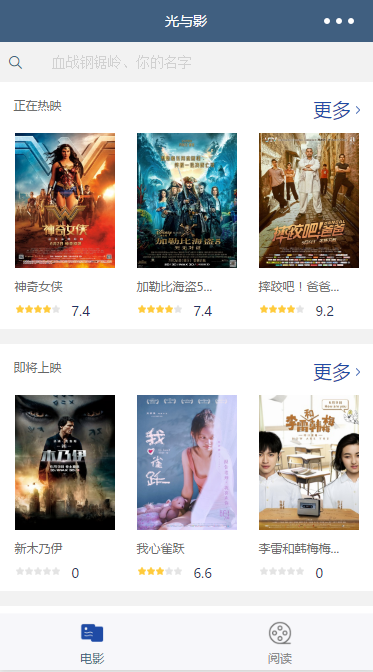 光与影
血战钢锯岭、你的名字
正在热映
更多
神奇女侠
加勒比海盗5
摔跤吧!爸爸
神奇女侠
加勒比海盗5...
摔跤吧！爸爸...
7.4
7.4
9.2
即将上映
更多
木乃伊
我
心
雀
跃
李雷和韩梅梅
新木乃伊
我心雀跃
李雷和韩梅梅...
0
6.6
0
电影
阅读